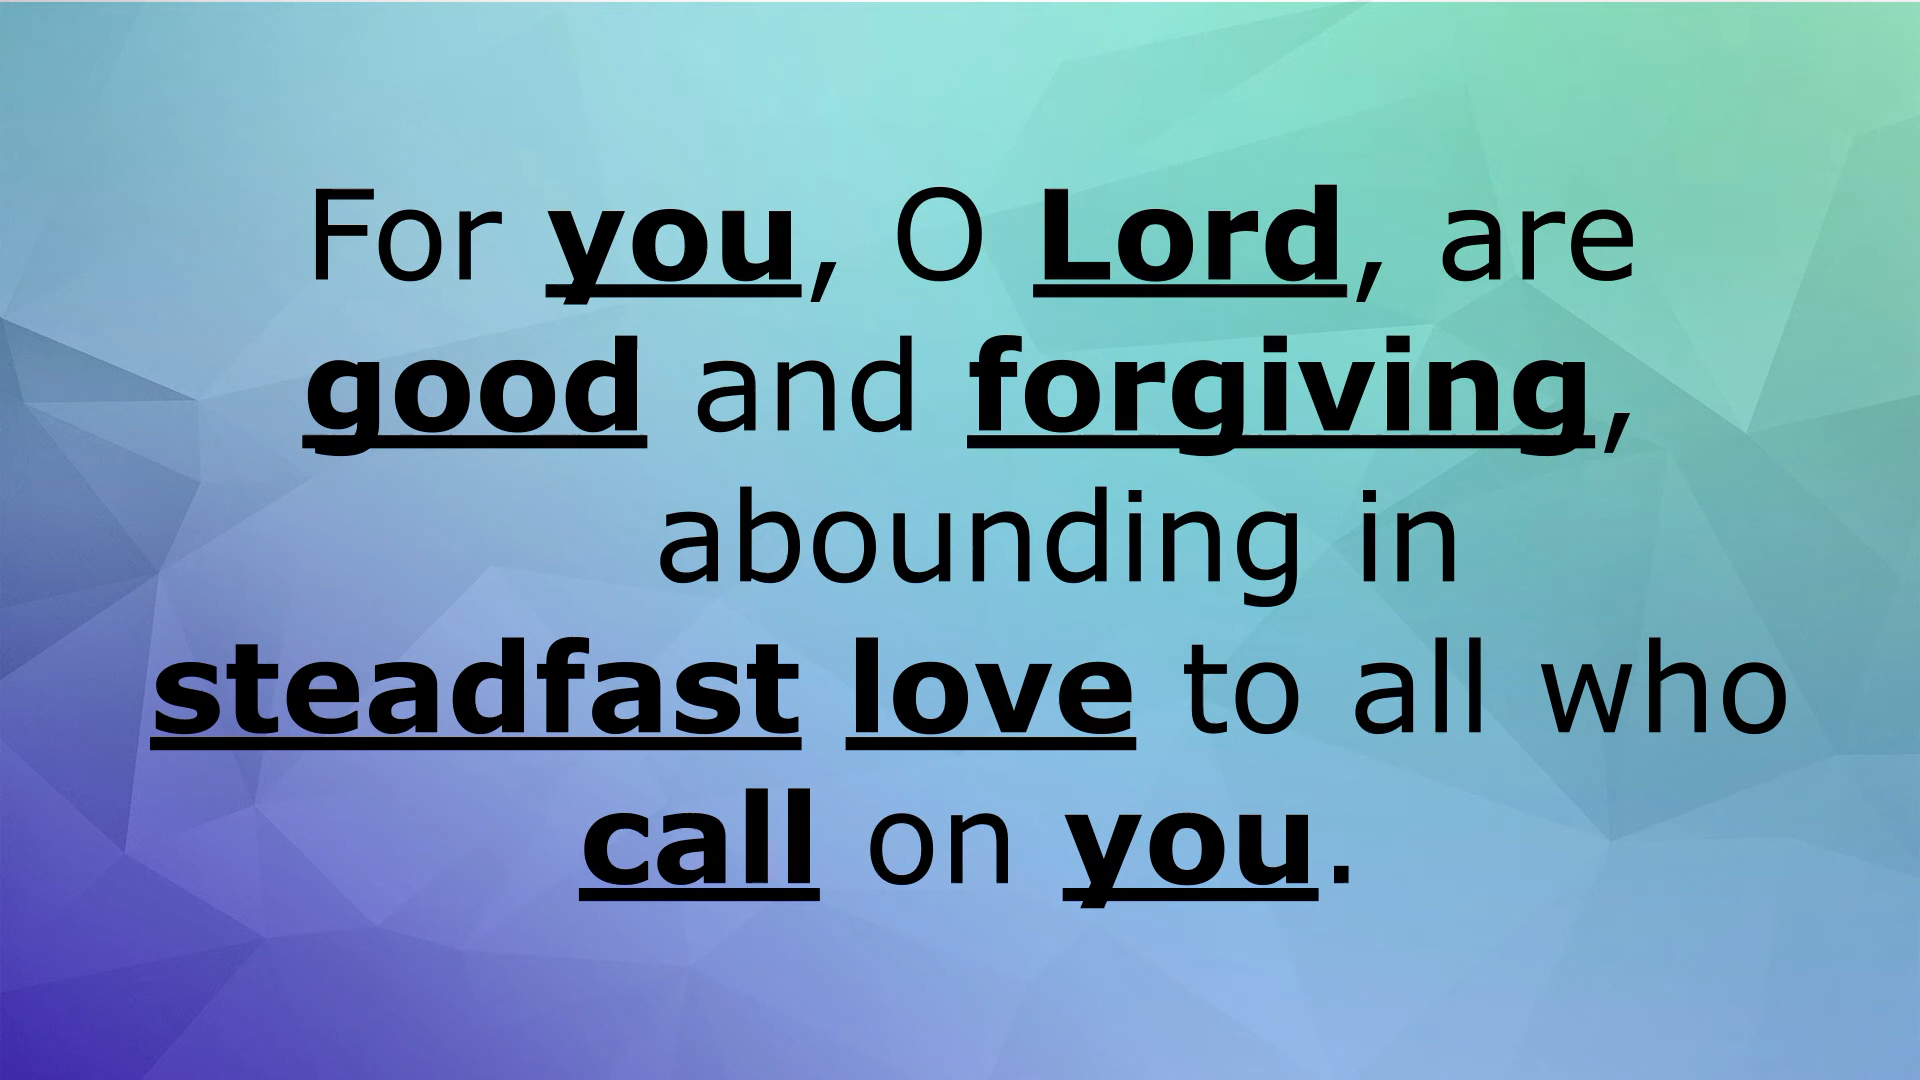 For you, O Lord, are
good and forgiving,
abounding in
steadfast love to all who
call on you.